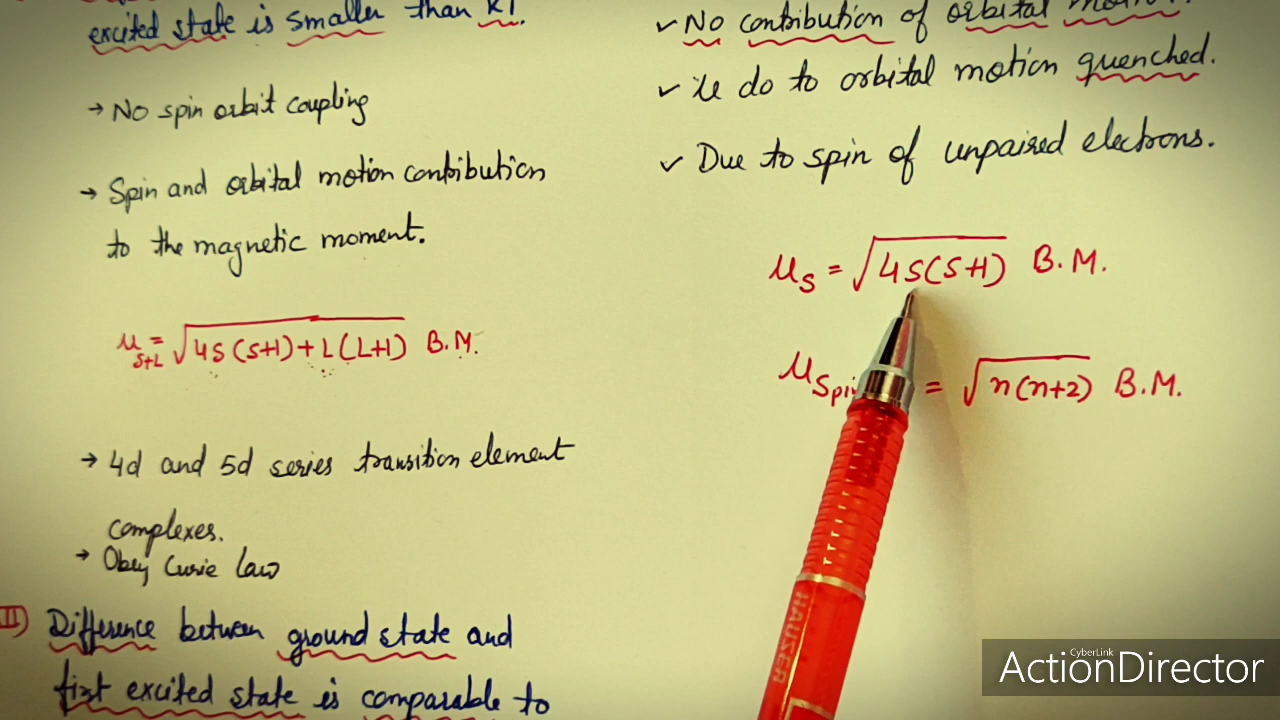 excited state is smaller than KT.
→ No spin orbit coupling
→ Spin and orbital motion contribution
to the magnetic moment.
μ S+L = √4S(S+1)+L(L+1) B.M.
→ 4d and 5d series transition element
complexes.
→ Obey Curie law
II) Difference between ground state and
first excited state is comparable to
✓ No contribution of orbital
✓ μ do to orbital motion quenched.
✓ Due to spin of unpaired electrons.
μs = √4S(S+1) B.M.
μSpin = √n(n+2) B.M.
HAUZER
CyberLink
ActionDirector